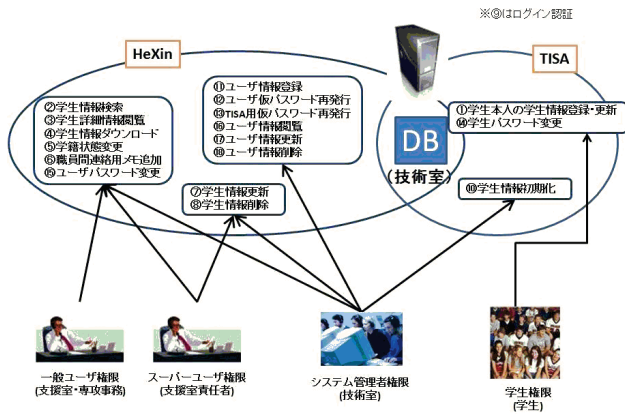 ※⑨はログイン認証
HeXin
TISA
②学生情報検索
③学生詳細情報閲覧
④学生情報ダウンロード
⑤学籍状態変更
⑥職員間連絡用メモ追加
⑮ユーザパスワード変更
⑪ユーザ情報登録
⑫ユーザ仮パスワード再発行
⑬TISA用仮パスワード再発行
⑯ユーザ情報閲覧
⑰ユーザ情報更新
⑱ユーザ情報削除
①学生本人の学生情報登録・更新
⑭学生パスワード変更
DB
(技術室)
⑦学生情報更新
⑧学生情報削除
⑩学生情報初期化
一般ユーザ権限
(支援室・専攻事務)
スーパーユーザ権限
(支援室責任者)
システム管理者権限
(技術室)
学生権限
(学生)